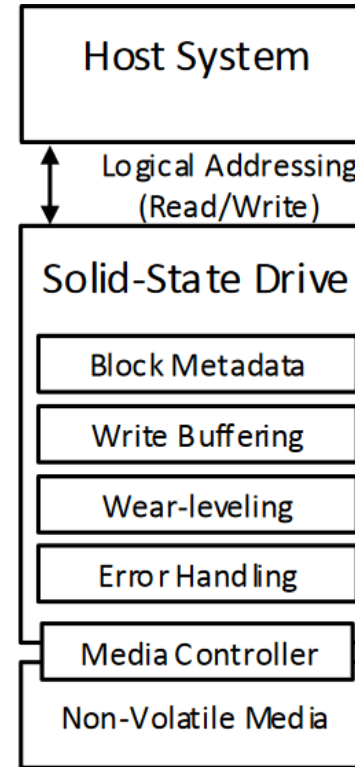 Host System
Logical Addressing
(Read/Write)
Solid-State Drive
Block Metadata
Write Buffering
Wear-leveling
Error Handling
Media Controller
Non-Volatile Media